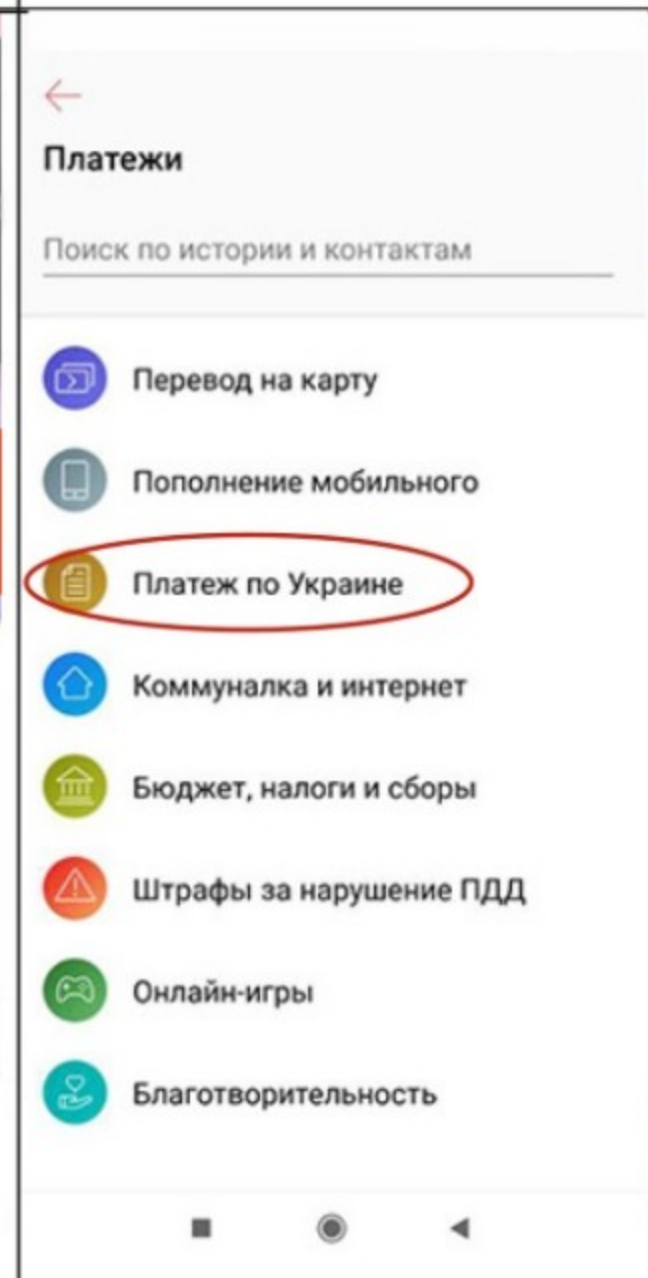 Платежи
Поиск по истории и контактам
Перевод на карту
Пополнение мобильного
Платеж по Украине
Коммуналка и интернет
Бюджет, налоги и сборы
Штрафы за нарушение ПДД
Онлайн-игры
Благотворительность